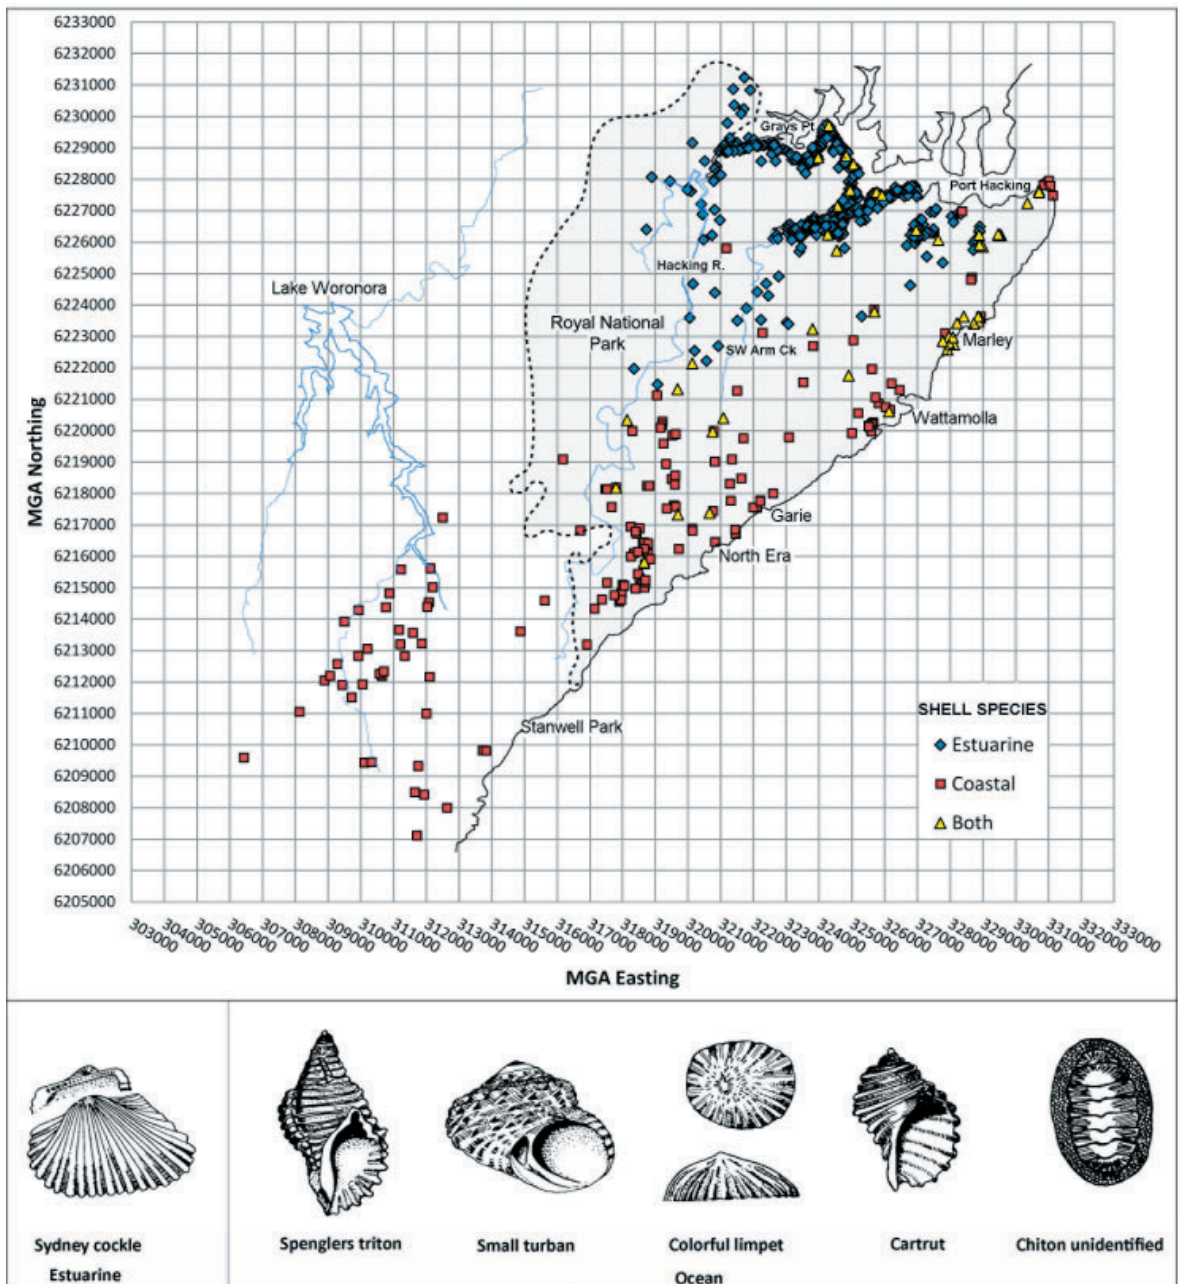 6233000
6232000
6231000
6230000
6229000
6228000
6227000
6226000
6225000
6224000
6223000
6222000
6221000
6220000
6219000
6218000
6217000
6216000
6215000
6214000
6213000
6212000
6211000
6210000
6209000
6208000
6207000
6206000
6205000
MGA Northing
Grays Pt
Port Hacking
Hacking R.
Lake Woronora
Royal National
Park
SW Arm Ck
Marley
Wattamolla
Garie
North Era
Stanwell Park
SHELL SPECIES
Estuarine
Coastal
Both
303000
304000
305000
306000
307000
308000
309000
310000
311000
312000
313000
314000
315000
316000
317000
318000
319000
320000
321000
322000
323000
324000
325000
326000
327000
328000
329000
330000
331000
332000
333000
MGA Easting
Sydney cockle
Estuarine
Spenglers triton
Small turban
Colorful limpet
Cartrut
Chiton unidentified
Ocean